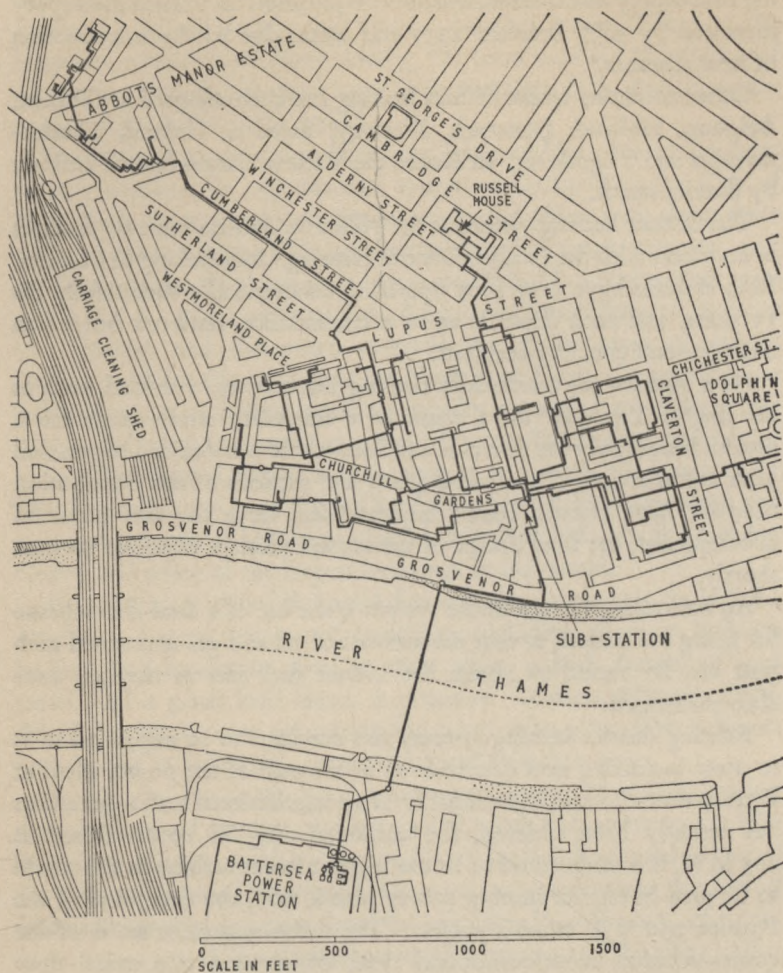 ABBOTS MANOR ESTATE
ST. GEORGE'S DRIVE
CAMBRIDGE STREET
ALDERNY STREET
RUSSELL
HOUSE
WINCHESTER STREET
CUMBERLAND STREET
SUTHERLAND STREET
WESTMORELAND PLACE
LUPUS STREET
CARRIAGE CLEANING SHED
CHICHESTER ST.
DOLPHIN
SQUARE
CLAVERTON STREET
CHURCHILL GARDENS
GROSVENOR ROAD
GROSVENOR ROAD
SUB-STATION
RIVER THAMES
BATTERSEA
POWER
STATION
0 500 1000 1500
SCALE IN FEET